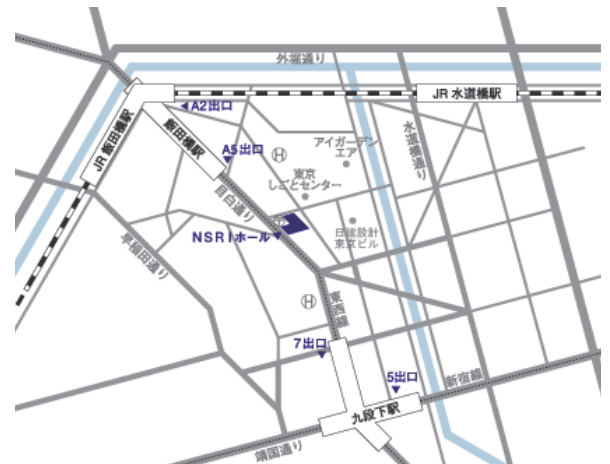 外堀通り
JR 水道橋駅
A2出口
JR 飯田橋駅
飯田橋駅
A5出口
H
アイガーデン
エア
水道橋通り
東京
しごとセンター
目白通り
NSRIホール
日建設計
東京ビル
早稲田通り
H
東西線
7出口
5出口
新宿線
九段下駅
靖国通り